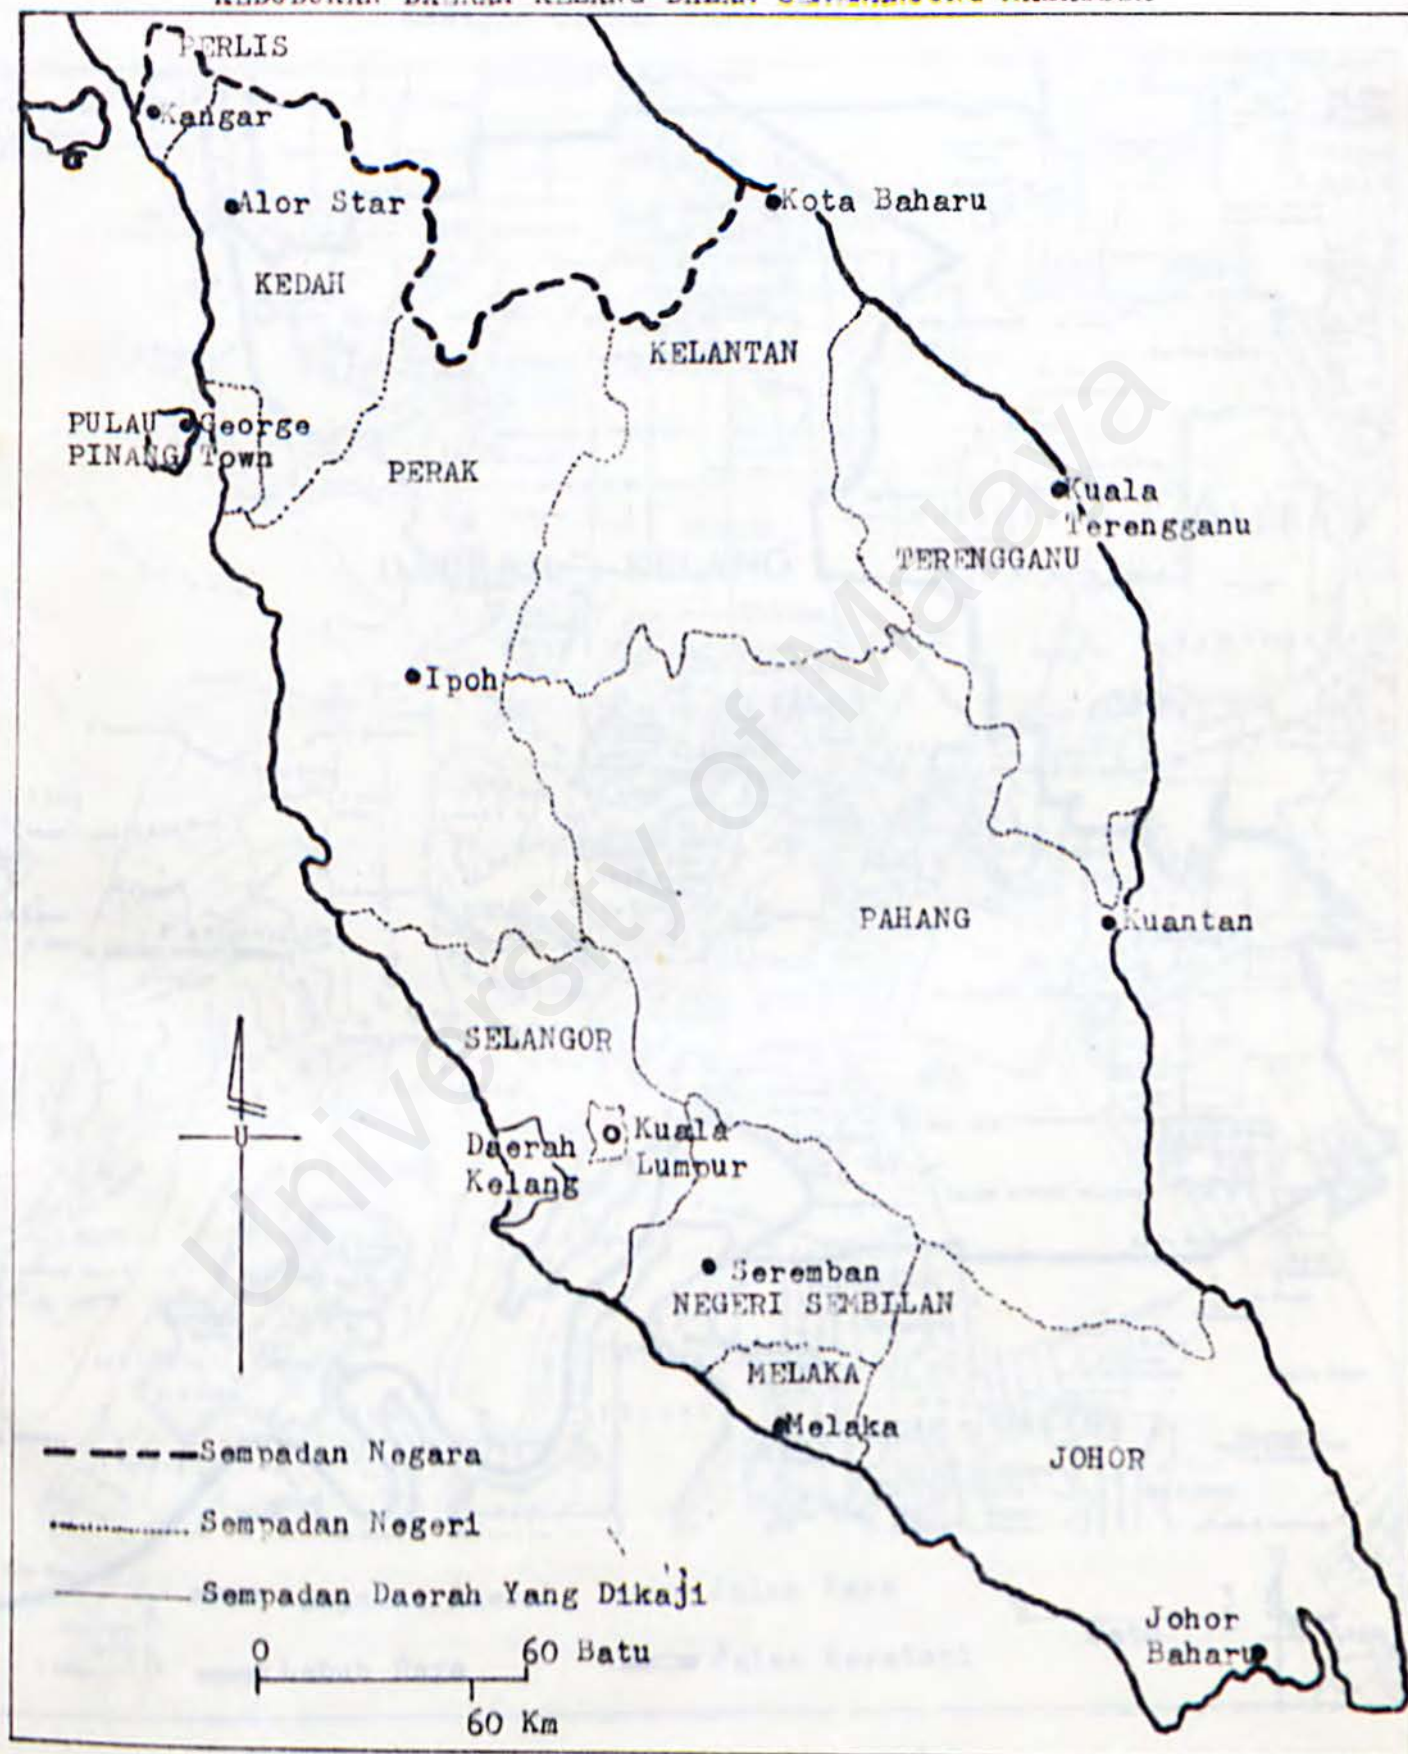 PERLIS
Kangar
Alor Star
Kota Baharu
KEDAH
KELANTAN
PULAU
PINANG
George
Town
PERAK
Kuala
Terengganu
TERENGGANU
Ipoh
PAHANG
Kuantan
SELANGOR
U
Daerah
Kelang
Kuala
Lumpur
Seremban
NEGERI SEMBILAN
MELAKA
Melaka
JOHOR
Sempadan Negara
Sempadan Negeri
Sempadan Daerah Yang Dikaji
Johor
Baharu
0 60 Batu
60 Km
University of Malaya